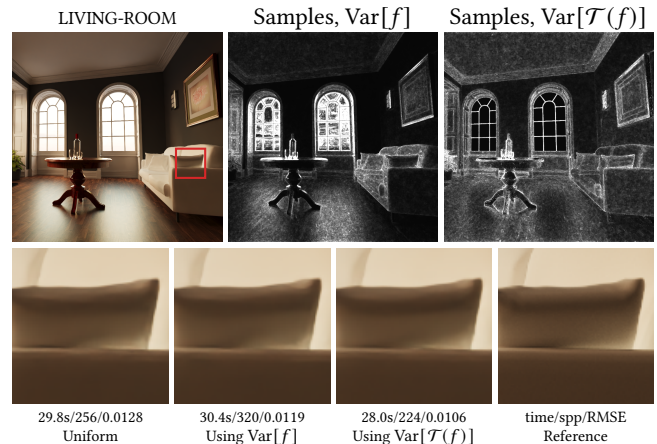 LIVING-ROOM
Samples, Var[f]
Samples, Var[𝒯(f)]
29.8s/256/0.0128
Uniform
30.4s/320/0.0119
Using Var[f]
28.0s/224/0.0106
Using Var[𝒯(f)]
time/spp/RMSE
Reference